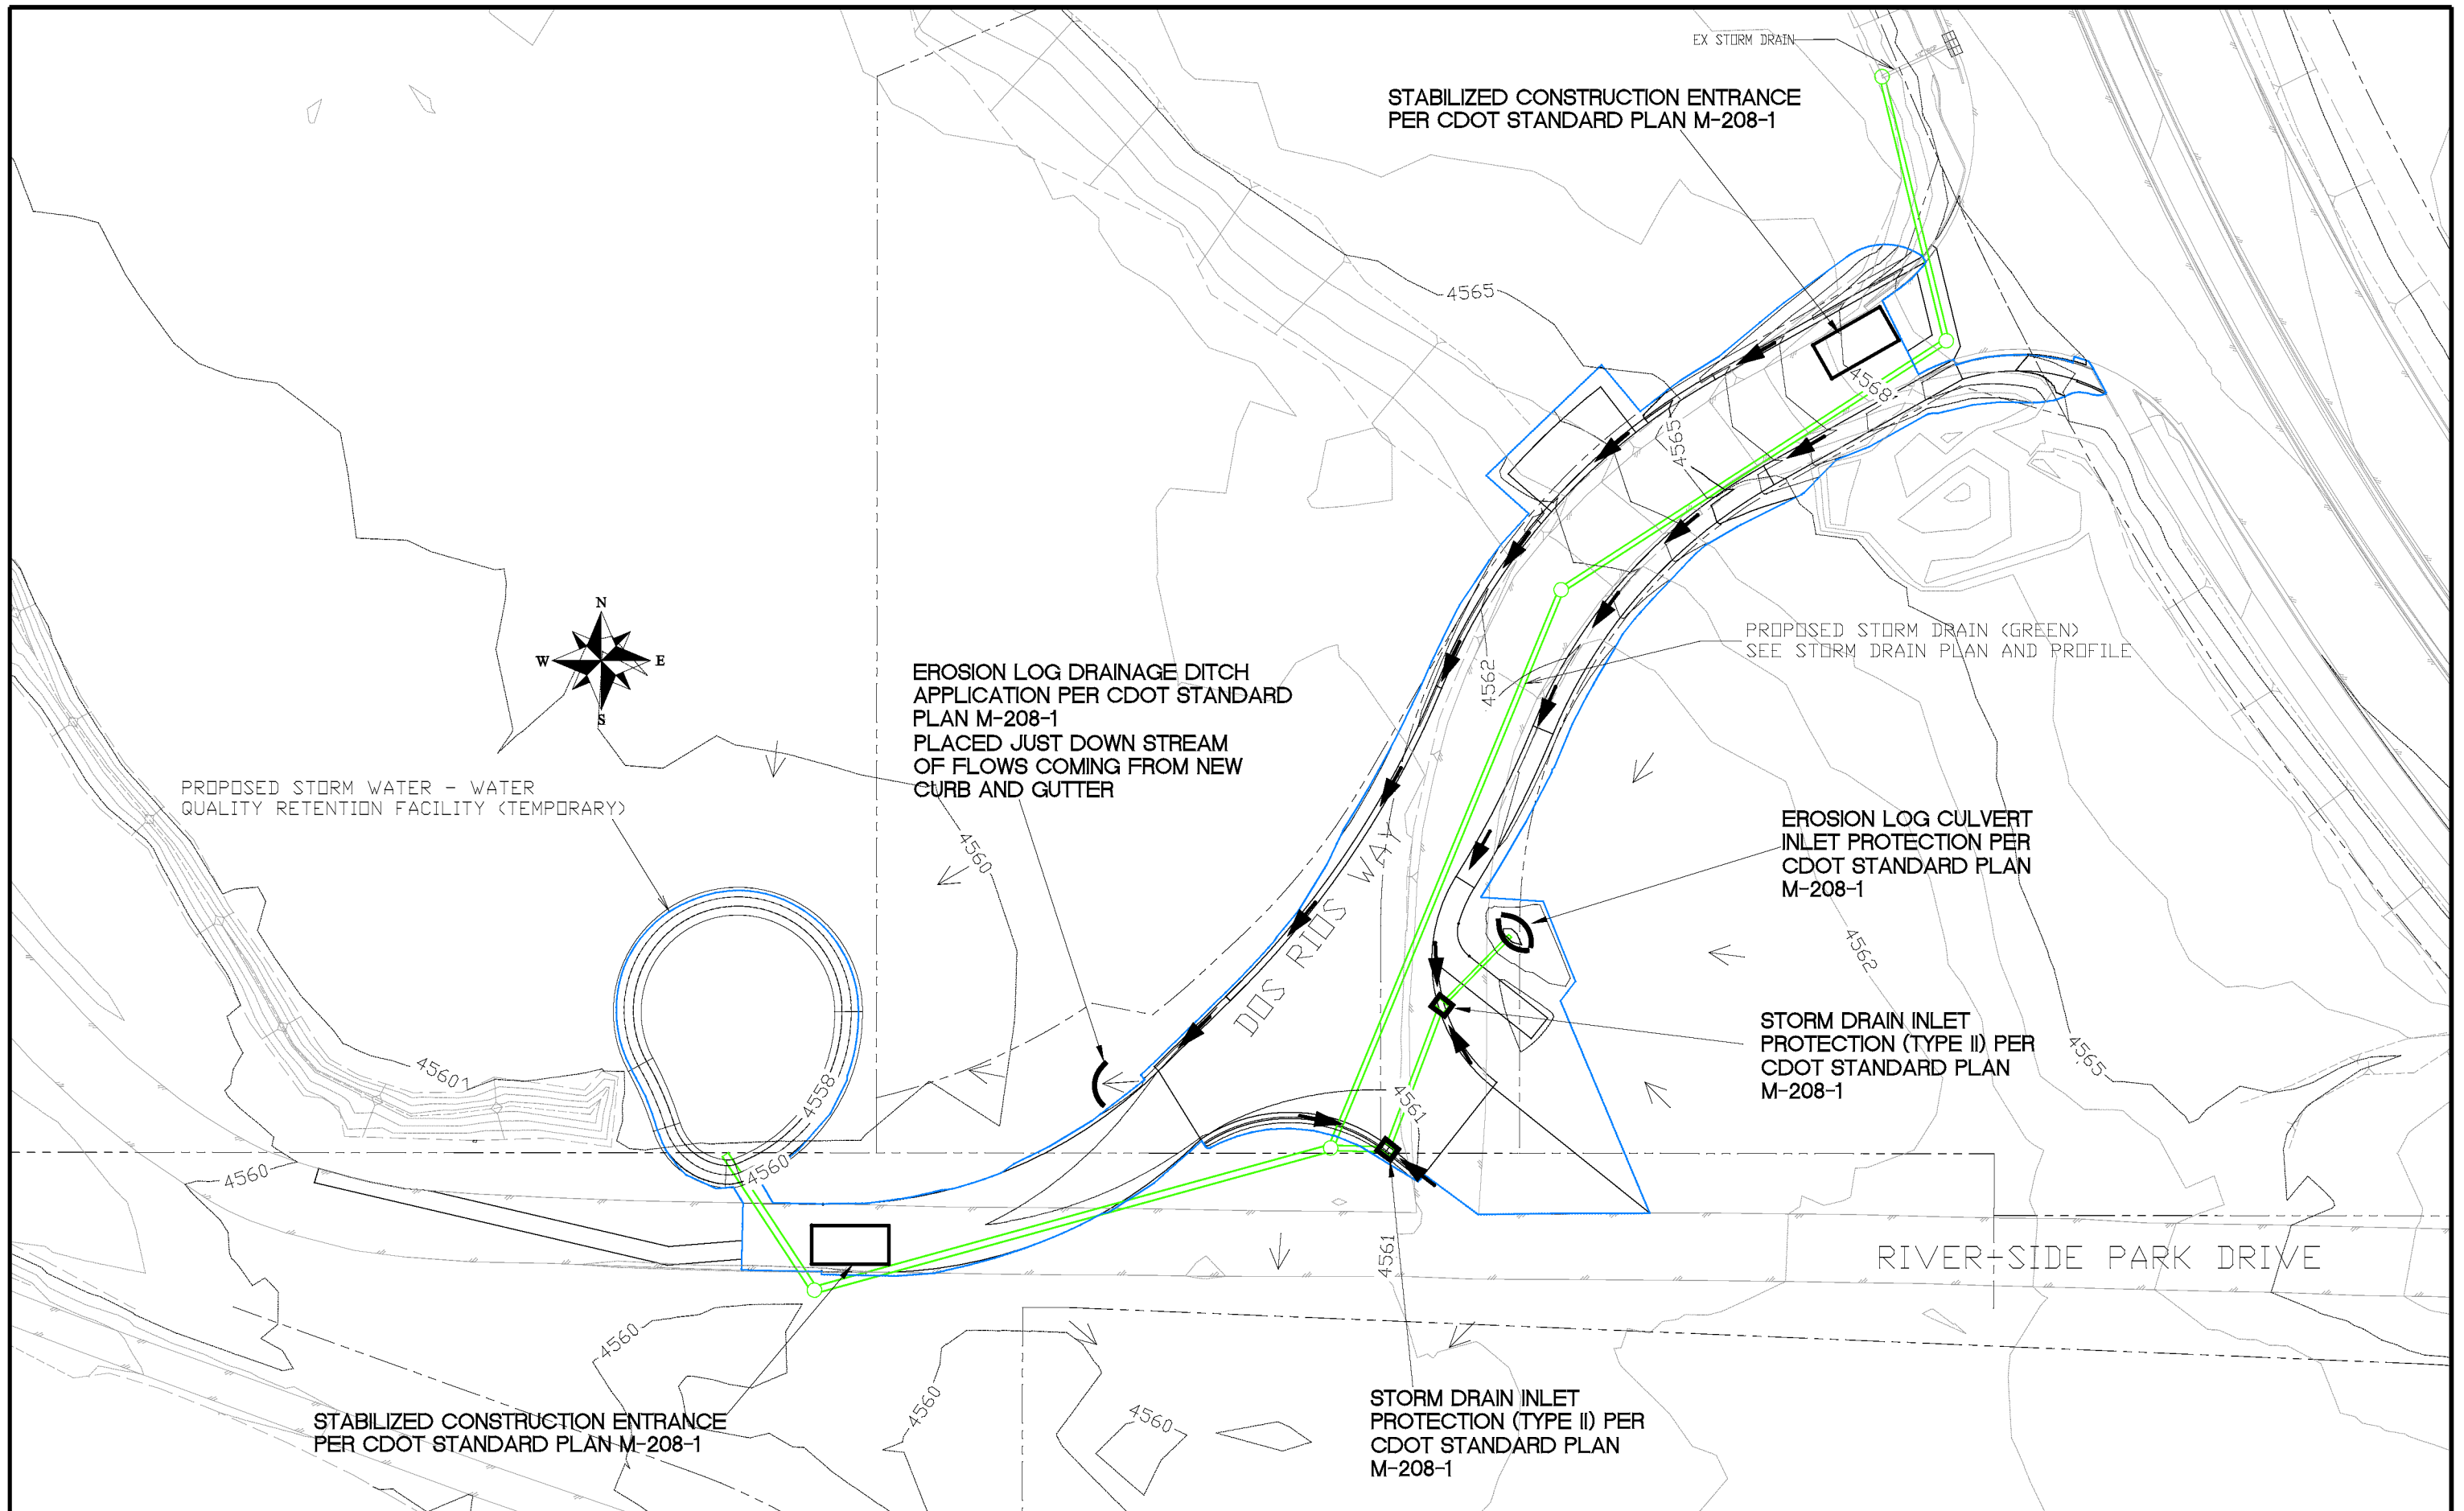 EX STORM DRAIN
STABILIZED CONSTRUCTION ENTRANCE
PER CDOT STANDARD PLAN M-208-1
4565
4568
4565
N
W
E
S
PROPOSED STORM DRAIN (GREEN)
SEE STORM DRAIN PLAN AND PROFILE
4562
EROSION LOG DRAINAGE DITCH
APPLICATION PER CDOT STANDARD
PLAN M-208-1
PLACED JUST DOWN STREAM
OF FLOWS COMING FROM NEW
CURB AND GUTTER
PROPOSED STORM WATER - WATER
QUALITY RETENTION FACILITY (TEMPORARY)
4560
EROSION LOG CULVERT
INLET PROTECTION PER
CDOT STANDARD PLAN
M-208-1
DOS RIOS WAY
4562
STORM DRAIN INLET
PROTECTION (TYPE II) PER
CDOT STANDARD PLAN
M-208-1
4565
45601
4558
4561
4560
4560
4561
RIVER-SIDE PARK DRIVE
4560
4560
4560
STABILIZED CONSTRUCTION ENTRANCE
PER CDOT STANDARD PLAN M-208-1
STORM DRAIN INLET
PROTECTION (TYPE II) PER
CDOT STANDARD PLAN
M-208-1